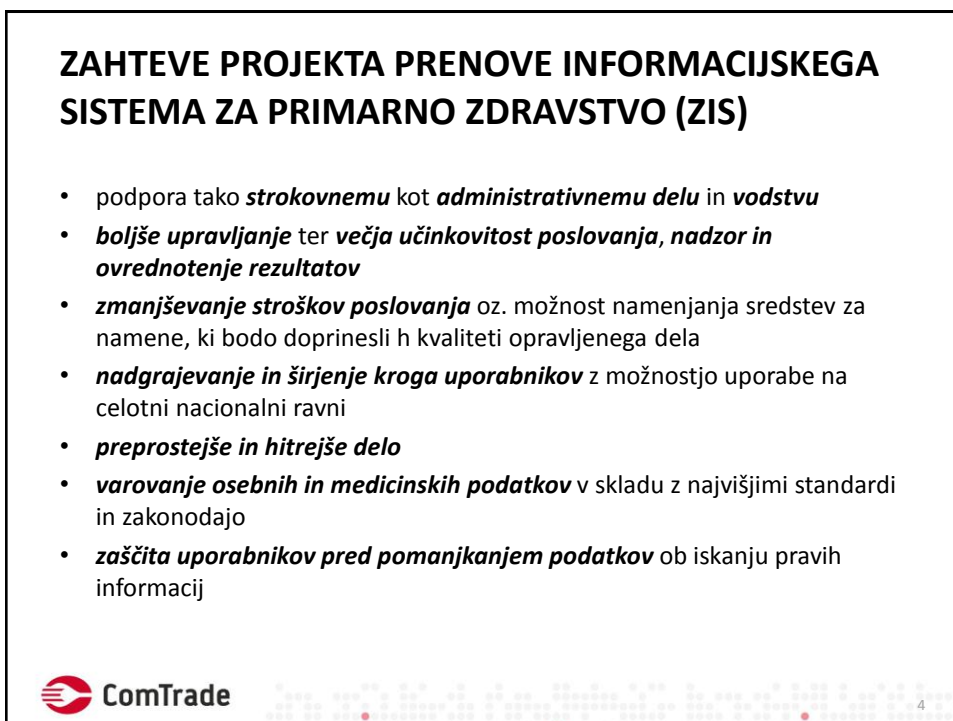 ZAHTEVE PROJEKTA PRENOVE INFORMACIJSKEGA
SISTEMA ZA PRIMARNO ZDRAVSTVO (ZIS)
• podpora tako strokovnemu kot administrativnemu delu in vodstvu
• boljše upravljanje ter večja učinkovitost poslovanja, nadzor in
ovrednotenje rezultatov
• zmanjševanje stroškov poslovanja oz. možnost namenjanja sredstev za
namene, ki bodo doprinesli h kvaliteti opravljenega dela
• nadgrajevanje in širjenje kroga uporabnikov z možnostjo uporabe na
celotni nacionalni ravni
• preprostejše in hitrejše delo
• varovanje osebnih in medicinskih podatkov v skladu z najvišjimi standardi
in zakonodajo
• zaščita uporabnikov pred pomanjkanjem podatkov ob iskanju pravih
informacij
ComTrade
4